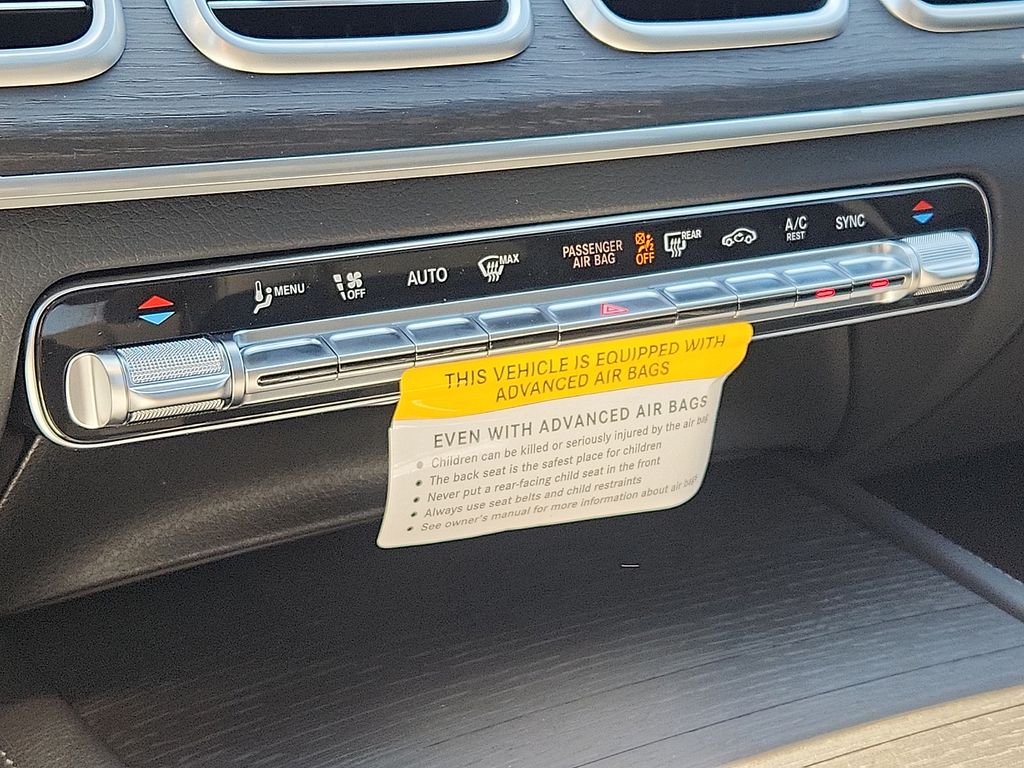 MENU
OFF
AUTO
MAX
PASSENGER
AIR BAG
OFF
REAR
A/C
REST
SYNC
THIS VEHICLE IS EQUIPPED WITH
ADVANCED AIR BAGS
EVEN WITH ADVANCED AIR BAGS
Children can be killed or seriously injured by the air bag
The back seat is the safest place for children
Never put a rear-facing child seat in the front
Always use seat belts and child restraints
See owner's manual for more information about air bags